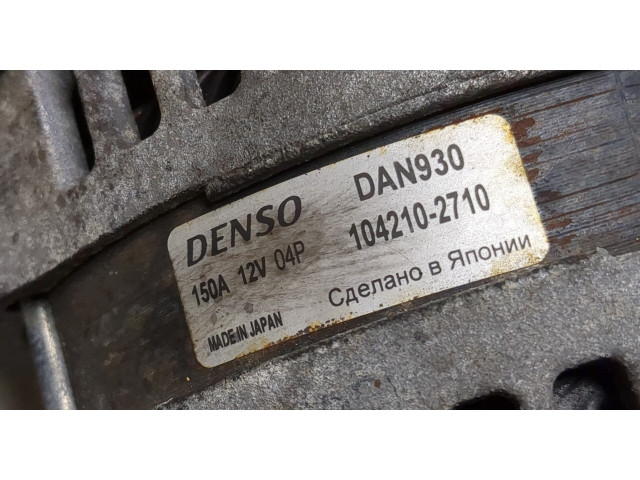 DENSO DAN930
150A 12V 04P 104210-2710
MADE IN JAPAN Сделано в Японии